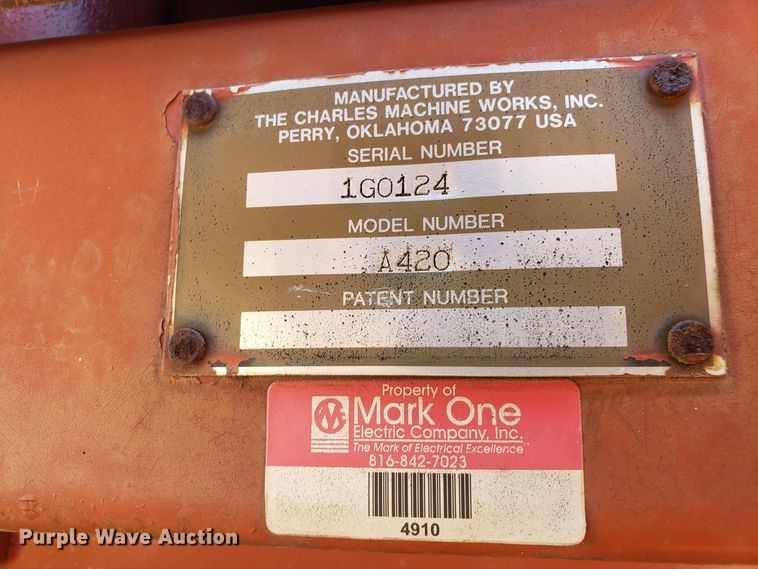 MANUFACTURED BY
THE CHARLES MACHINE WORKS, INC.
PERRY, OKLAHOMA 73077 USA
SERIAL NUMBER
1G0124
MODEL NUMBER
A420
PATENT NUMBER
Property of
Mark One
Electric Company, Inc.
The Mark of Electrical Excellence
816-842-7023
4910
Purple Wave Auction